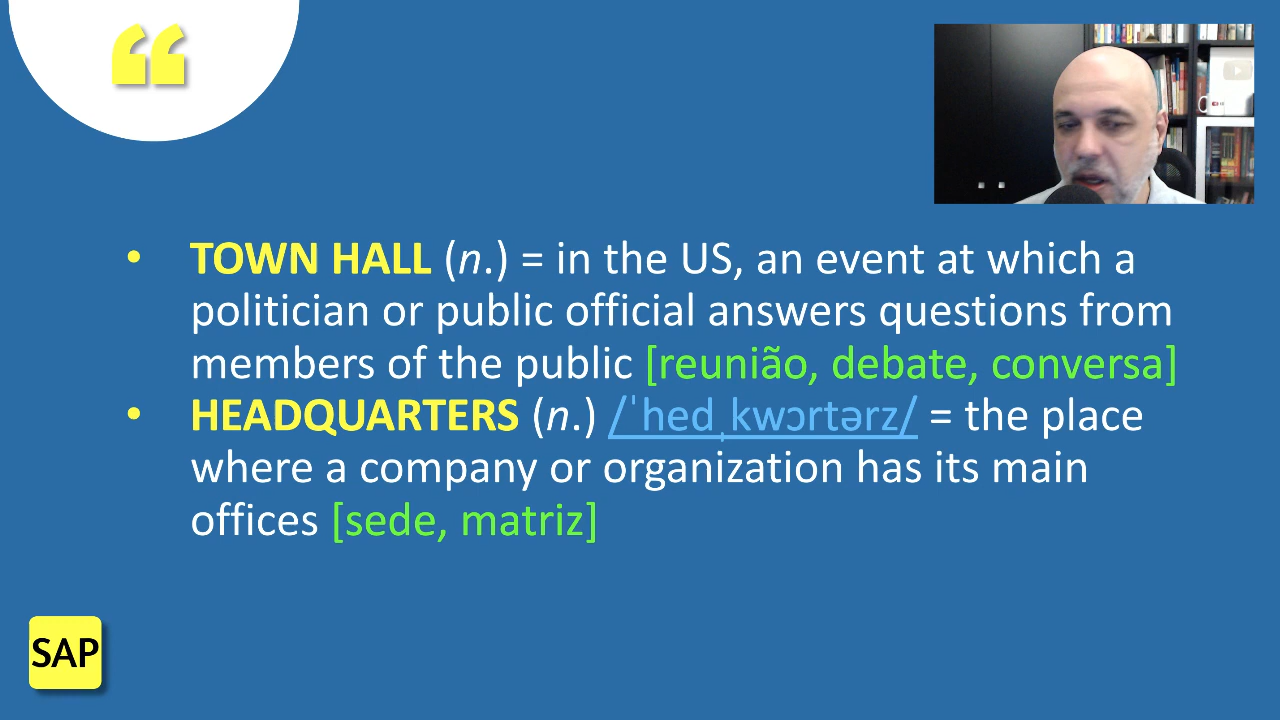 “
• TOWN HALL (n.) = in the US, an event at which a
politician or public official answers questions from
members of the public [reunião, debate, conversa]
• HEADQUARTERS (n.) /ˈhedˌkwɔrtərz/ = the place
where a company or organization has its main
offices [sede, matriz]
SAP